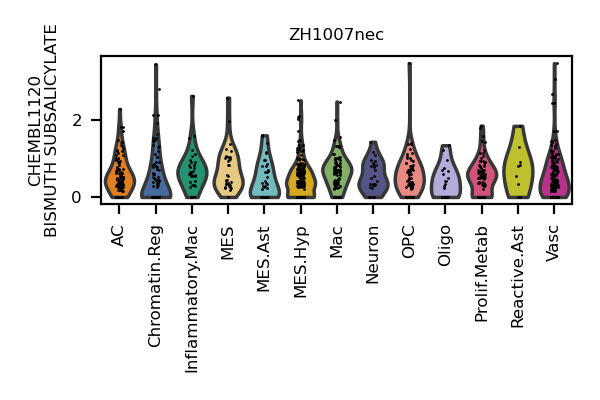 ZH1007nec
CHEMBL1120
BISMUTH SUBSALICYLATE
2
0
AC
Chromatin.Reg
Inflammatory.Mac
MES
MES.Ast
MES.Hyp
Mac
Neuron
OPC
Oligo
Prolif.Metab
Reactive.Ast
Vasc